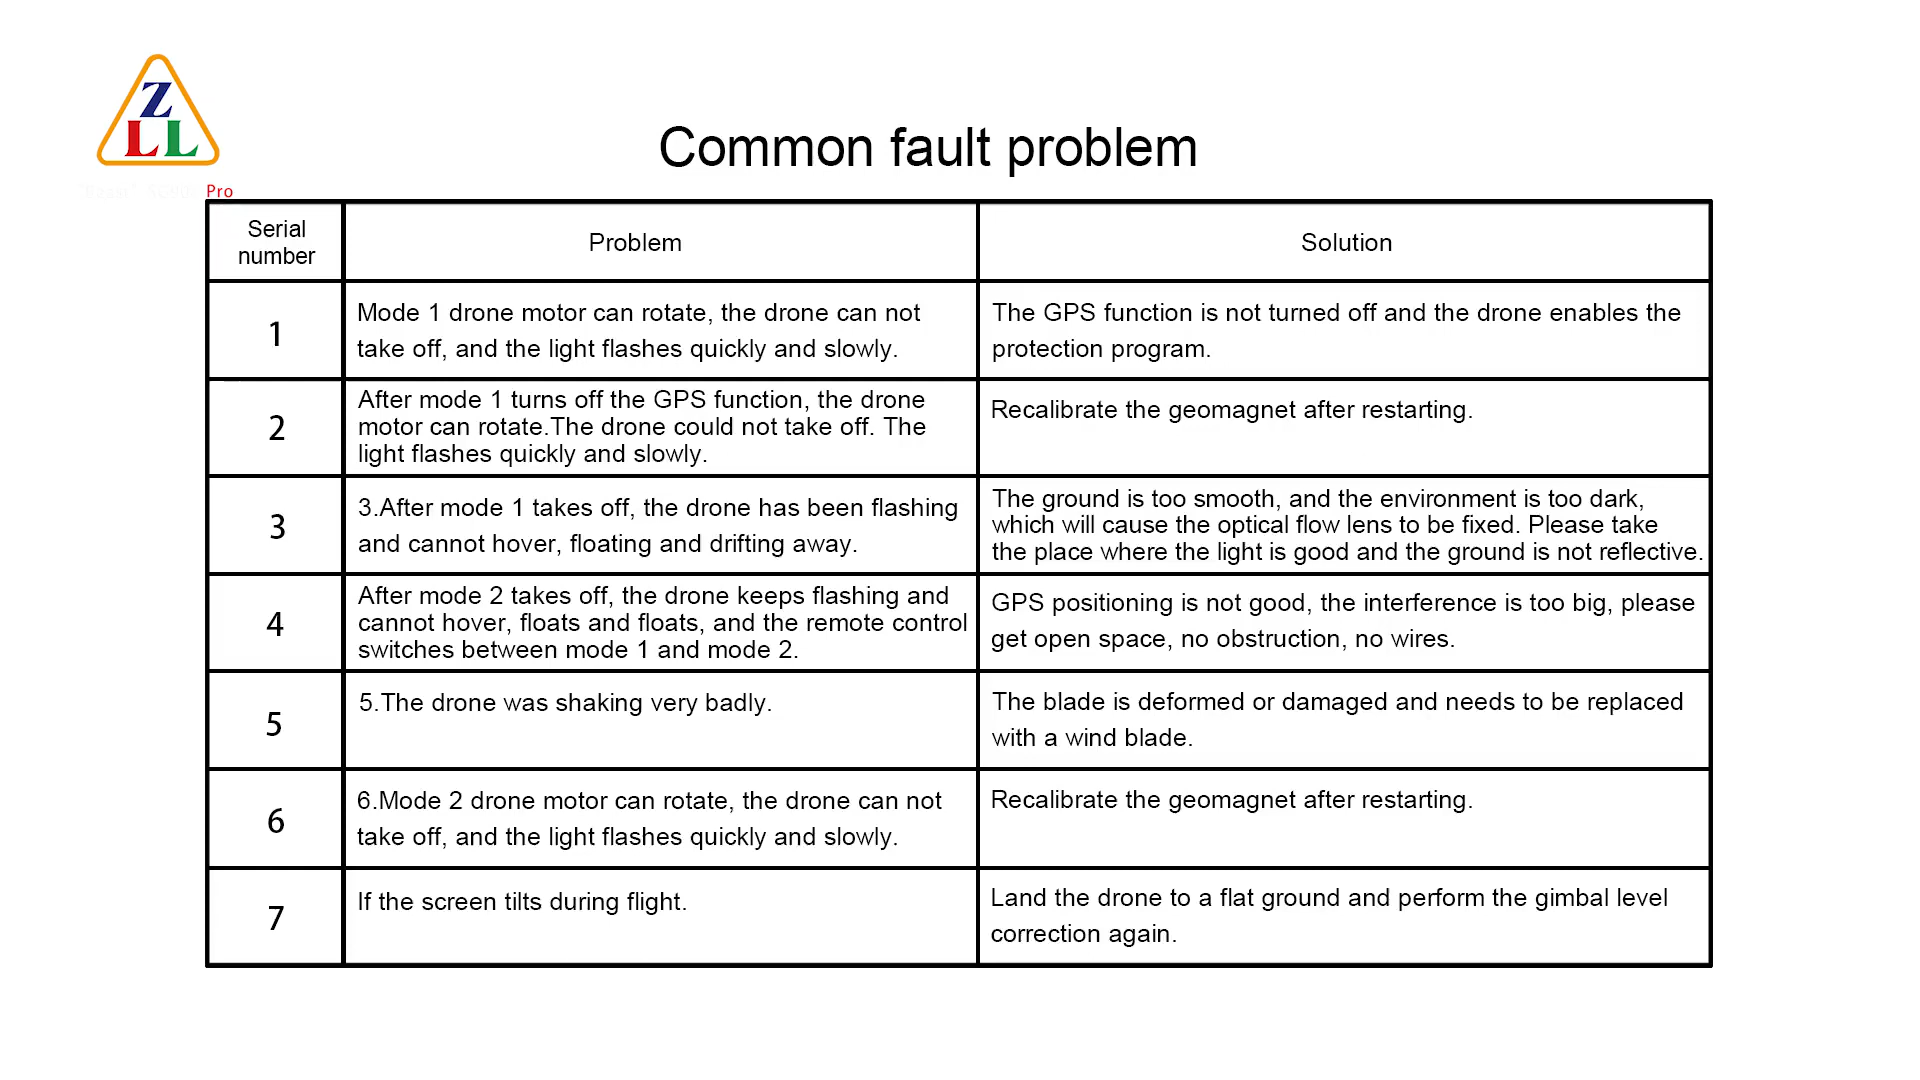 Z
LL
Pro
Common fault problem
Serial
number
Problem
Solution
1
Mode 1 drone motor can rotate, the drone can not
take off, and the light flashes quickly and slowly.
The GPS function is not turned off and the drone enables the
protection program.
2
After mode 1 turns off the GPS function, the drone
motor can rotate.The drone could not take off. The
light flashes quickly and slowly.
Recalibrate the geomagnet after restarting.
3
3.After mode 1 takes off, the drone has been flashing
and cannot hover, floating and drifting away.
The ground is too smooth, and the environment is too dark,
which will cause the optical flow lens to be fixed. Please take
the place where the light is good and the ground is not reflective.
4
After mode 2 takes off, the drone keeps flashing and
cannot hover, floats and floats, and the remote control
switches between mode 1 and mode 2.
GPS positioning is not good, the interference is too big, please
get open space, no obstruction, no wires.
5
5.The drone was shaking very badly.
The blade is deformed or damaged and needs to be replaced
with a wind blade.
6
6.Mode 2 drone motor can rotate, the drone can not
take off, and the light flashes quickly and slowly.
Recalibrate the geomagnet after restarting.
7
If the screen tilts during flight.
Land the drone to a flat ground and perform the gimbal level
correction again.